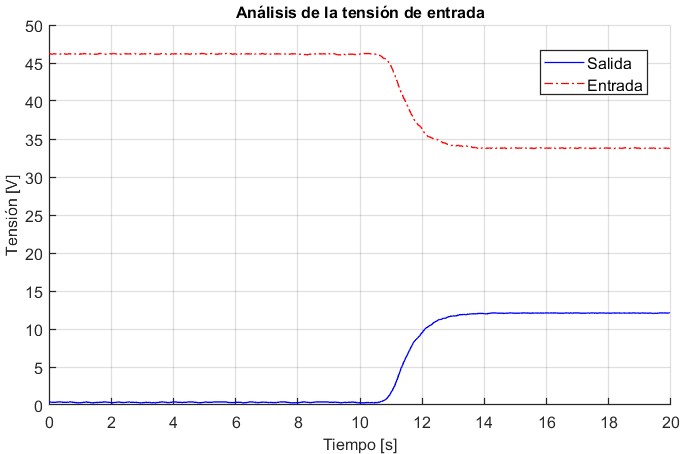 Análisis de la tensión de entrada
50
45
40
35
30
25
20
15
10
5
0
Tensión [V]
Salida
Entrada
0 2 4 6 8 10 12 14 16 18 20
Tiempo [s]